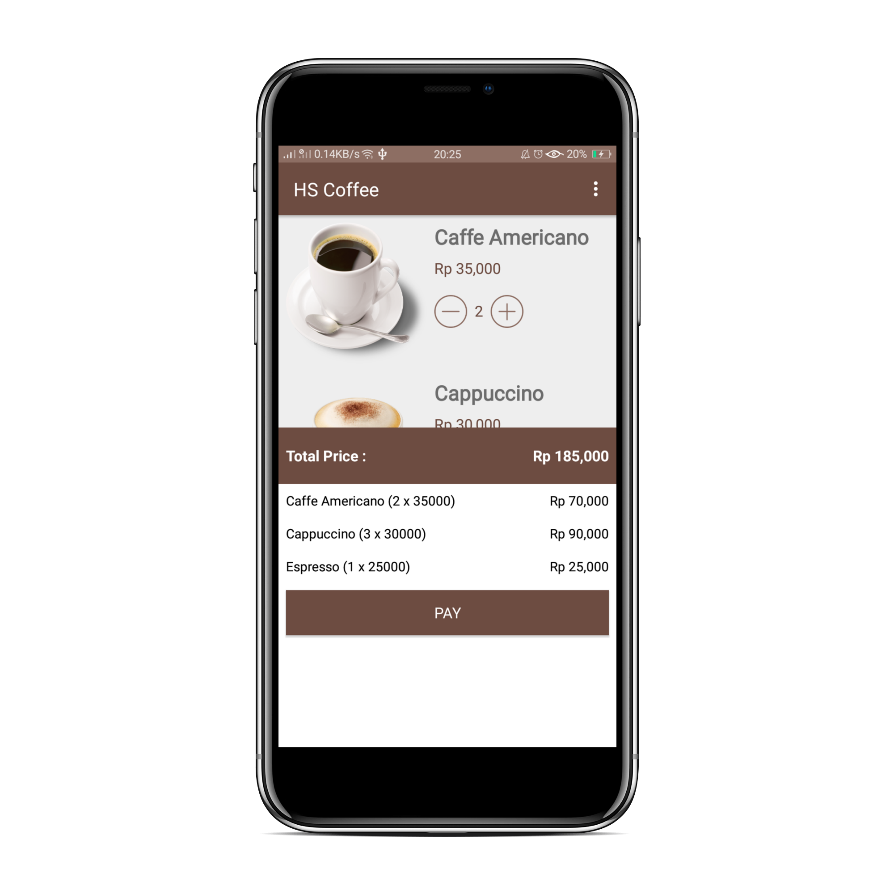 0.14KB/s 20:25 20%
HS Coffee
Caffe Americano
Rp 35,000
2
Cappuccino
Rp 30,000
Total Price : Rp 185,000
Caffe Americano (2 x 35000) Rp 70,000
Cappuccino (3 x 30000) Rp 90,000
Espresso (1 x 25000) Rp 25,000
PAY